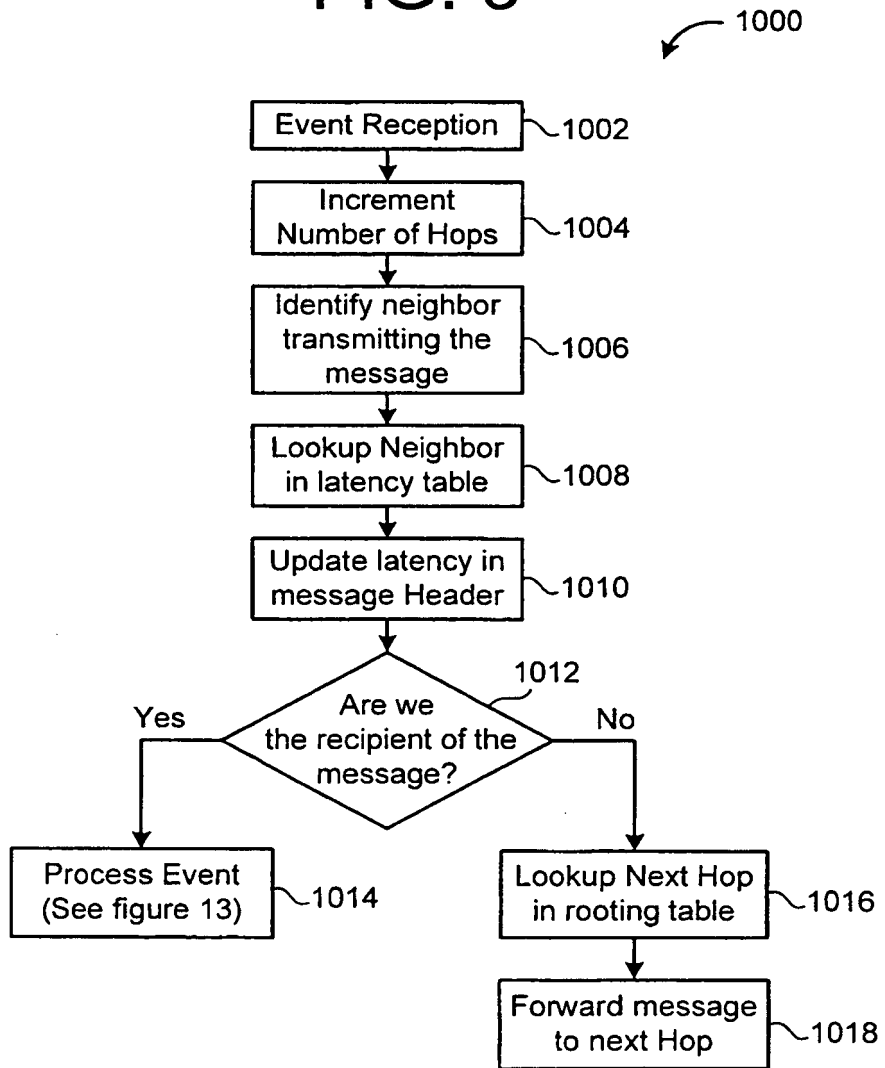 1000
Event Reception
1002
Increment
Number of Hops
1004
Identify neighbor
transmitting the
message
1006
Lookup Neighbor
in latency table
1008
Update latency in
message Header
1010
1012
Are we
the recipient of the
message?
Yes
No
Process Event
(See figure 13)
1014
Lookup Next Hop
in rooting table
1016
Forward message
to next Hop
1018